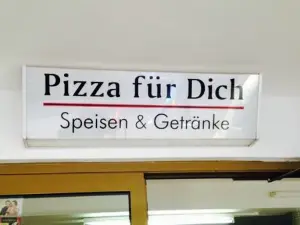 Pizza für Dich
Speisen & Getränke